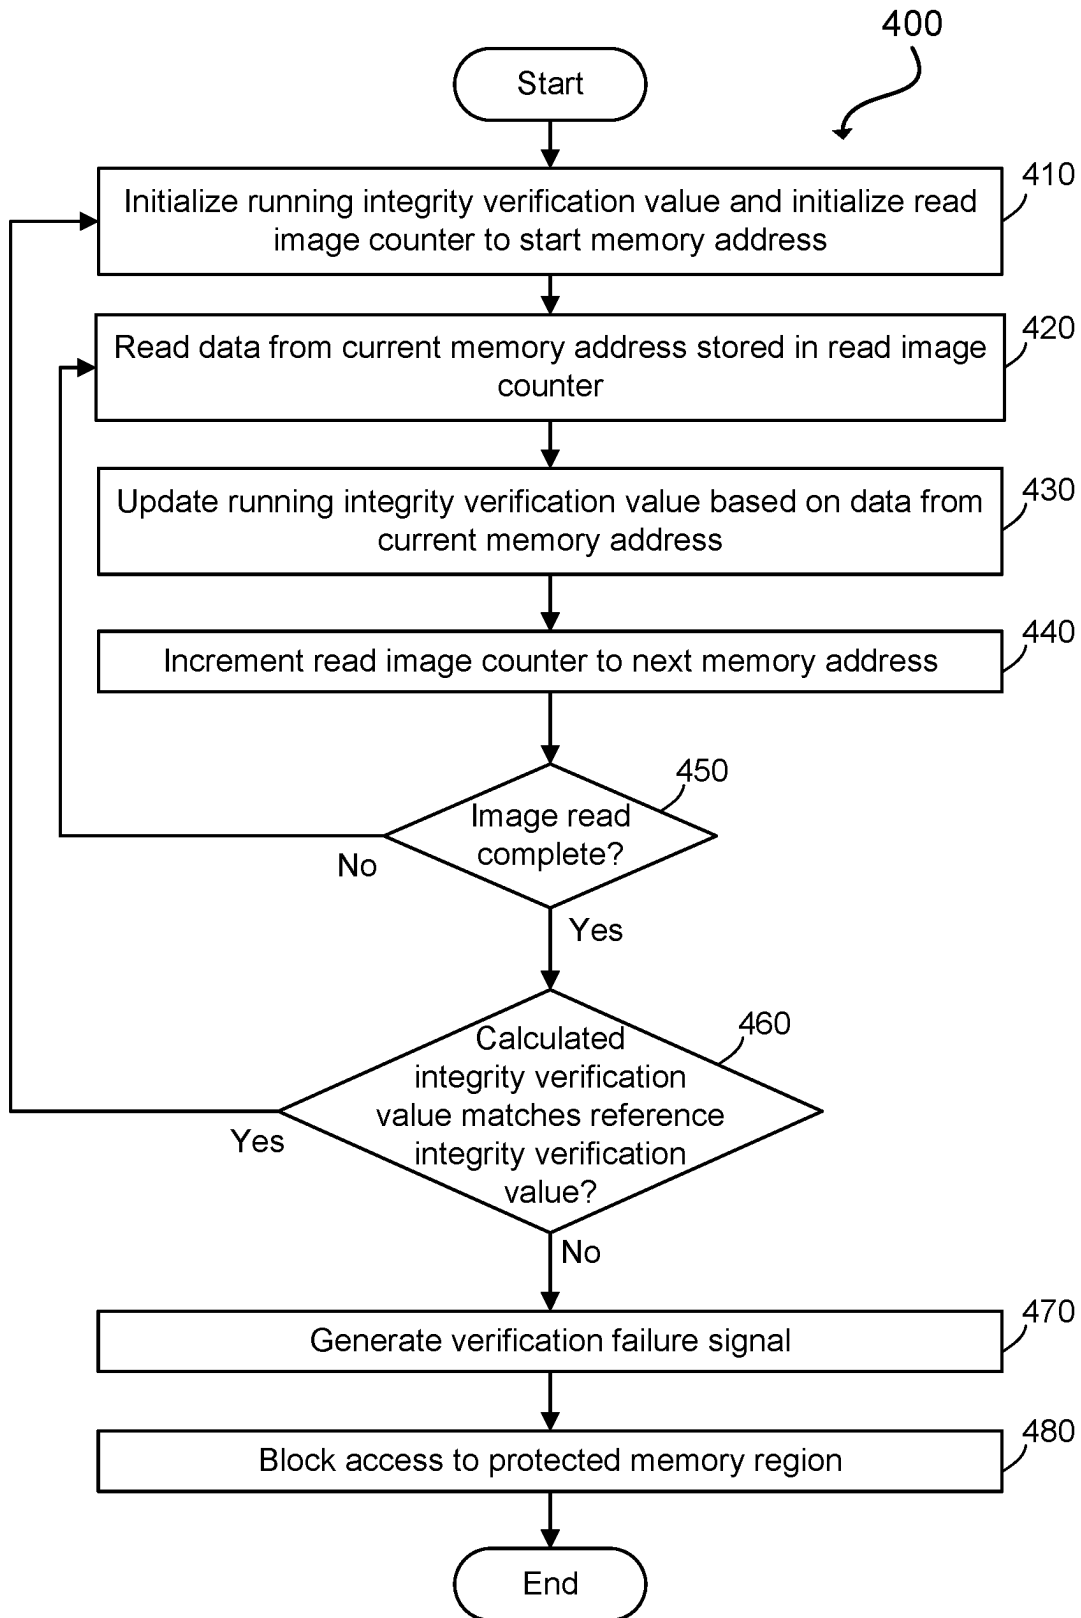 400
Start
410
Initialize running integrity verification value and initialize read
image counter to start memory address
420
Read data from current memory address stored in read image
counter
430
Update running integrity verification value based on data from
current memory address
440
Increment read image counter to next memory address
450
Image read
complete?
No
Yes
460
Calculated
integrity verification
value matches reference
integrity verification
value?
Yes
No
470
Generate verification failure signal
480
Block access to protected memory region
End